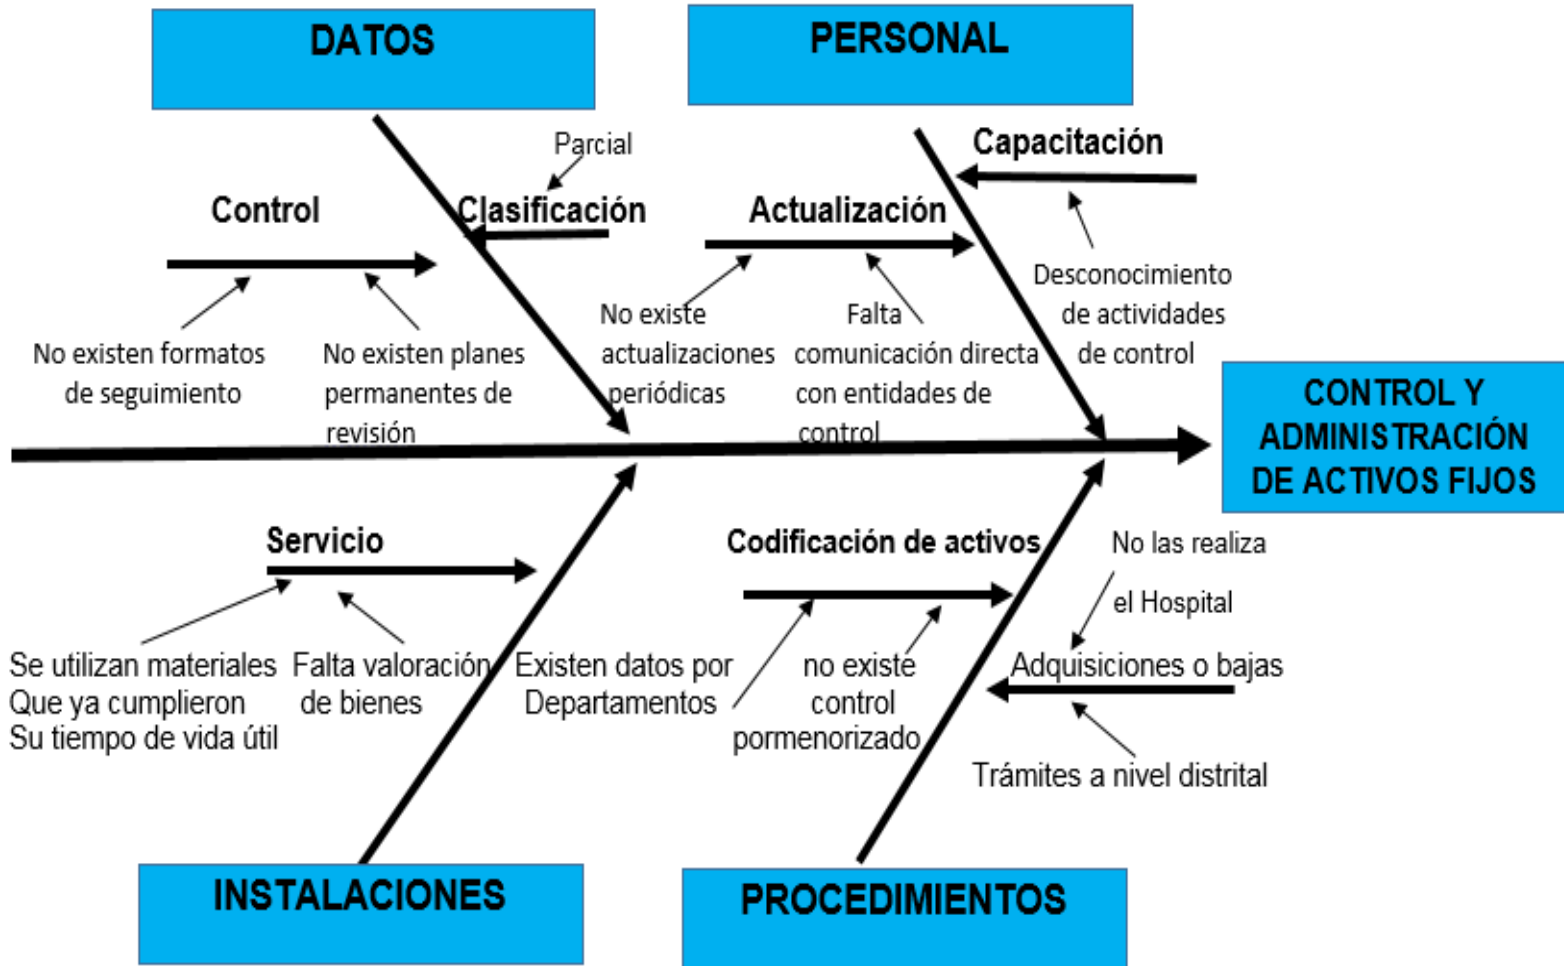 DATOS
PERSONAL
Parcial
Capacitación
Control
Clasificación
Actualización
Desconocimiento
de actividades
de control
No existen formatos
de seguimiento
No existen planes
permanentes de
revisión
No existe
actualizaciones
periódicas
Falta
comunicación directa
con entidades de
control
CONTROL Y
ADMINISTRACIÓN
DE ACTIVOS FIJOS
Servicio
Codificación de activos
No las realiza
el Hospital
Se utilizan materiales
Que ya cumplieron
Su tiempo de vida útil
Falta valoración
de bienes
Existen datos por
Departamentos
no existe
control
pormenorizado
Adquisiciones o bajas
Trámites a nivel distrital
INSTALACIONES
PROCEDIMIENTOS